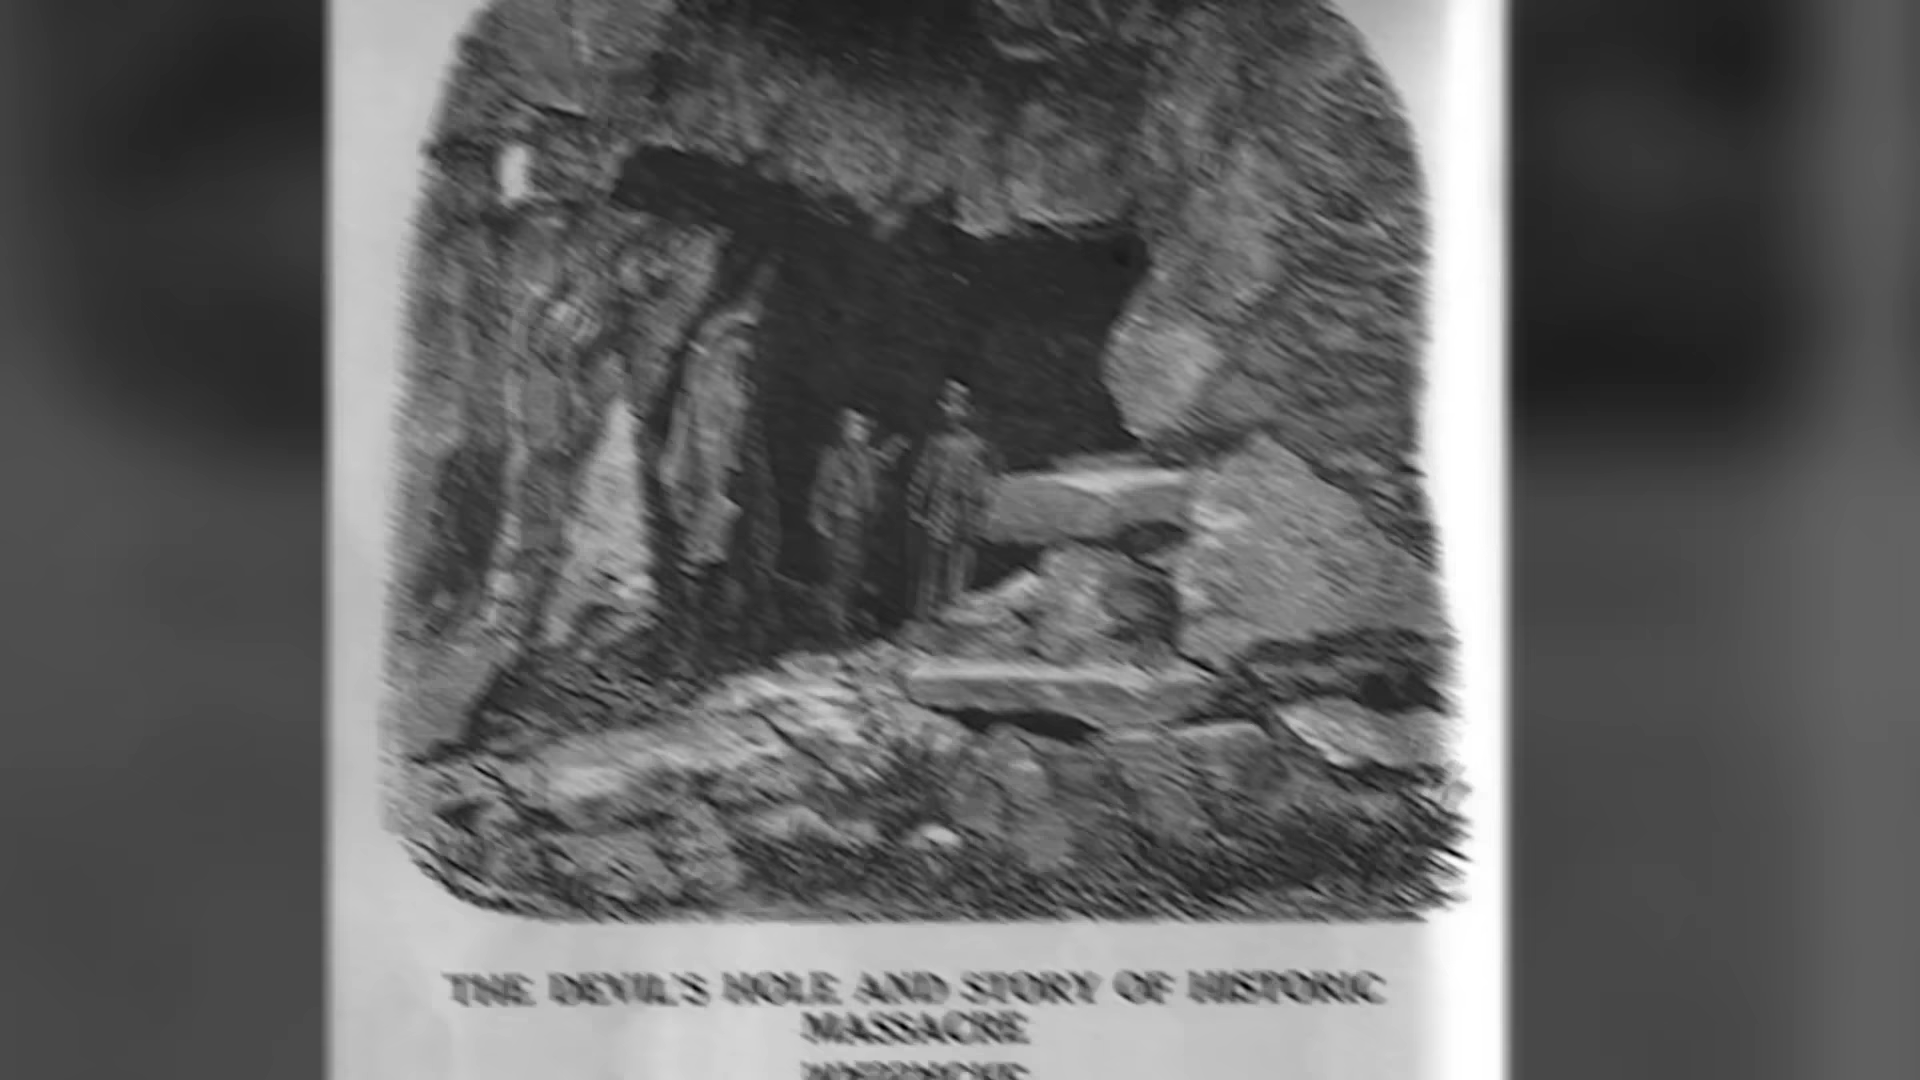 THE DEVIL'S HOLE AND STORY OF HISTORIC
MASSACRE